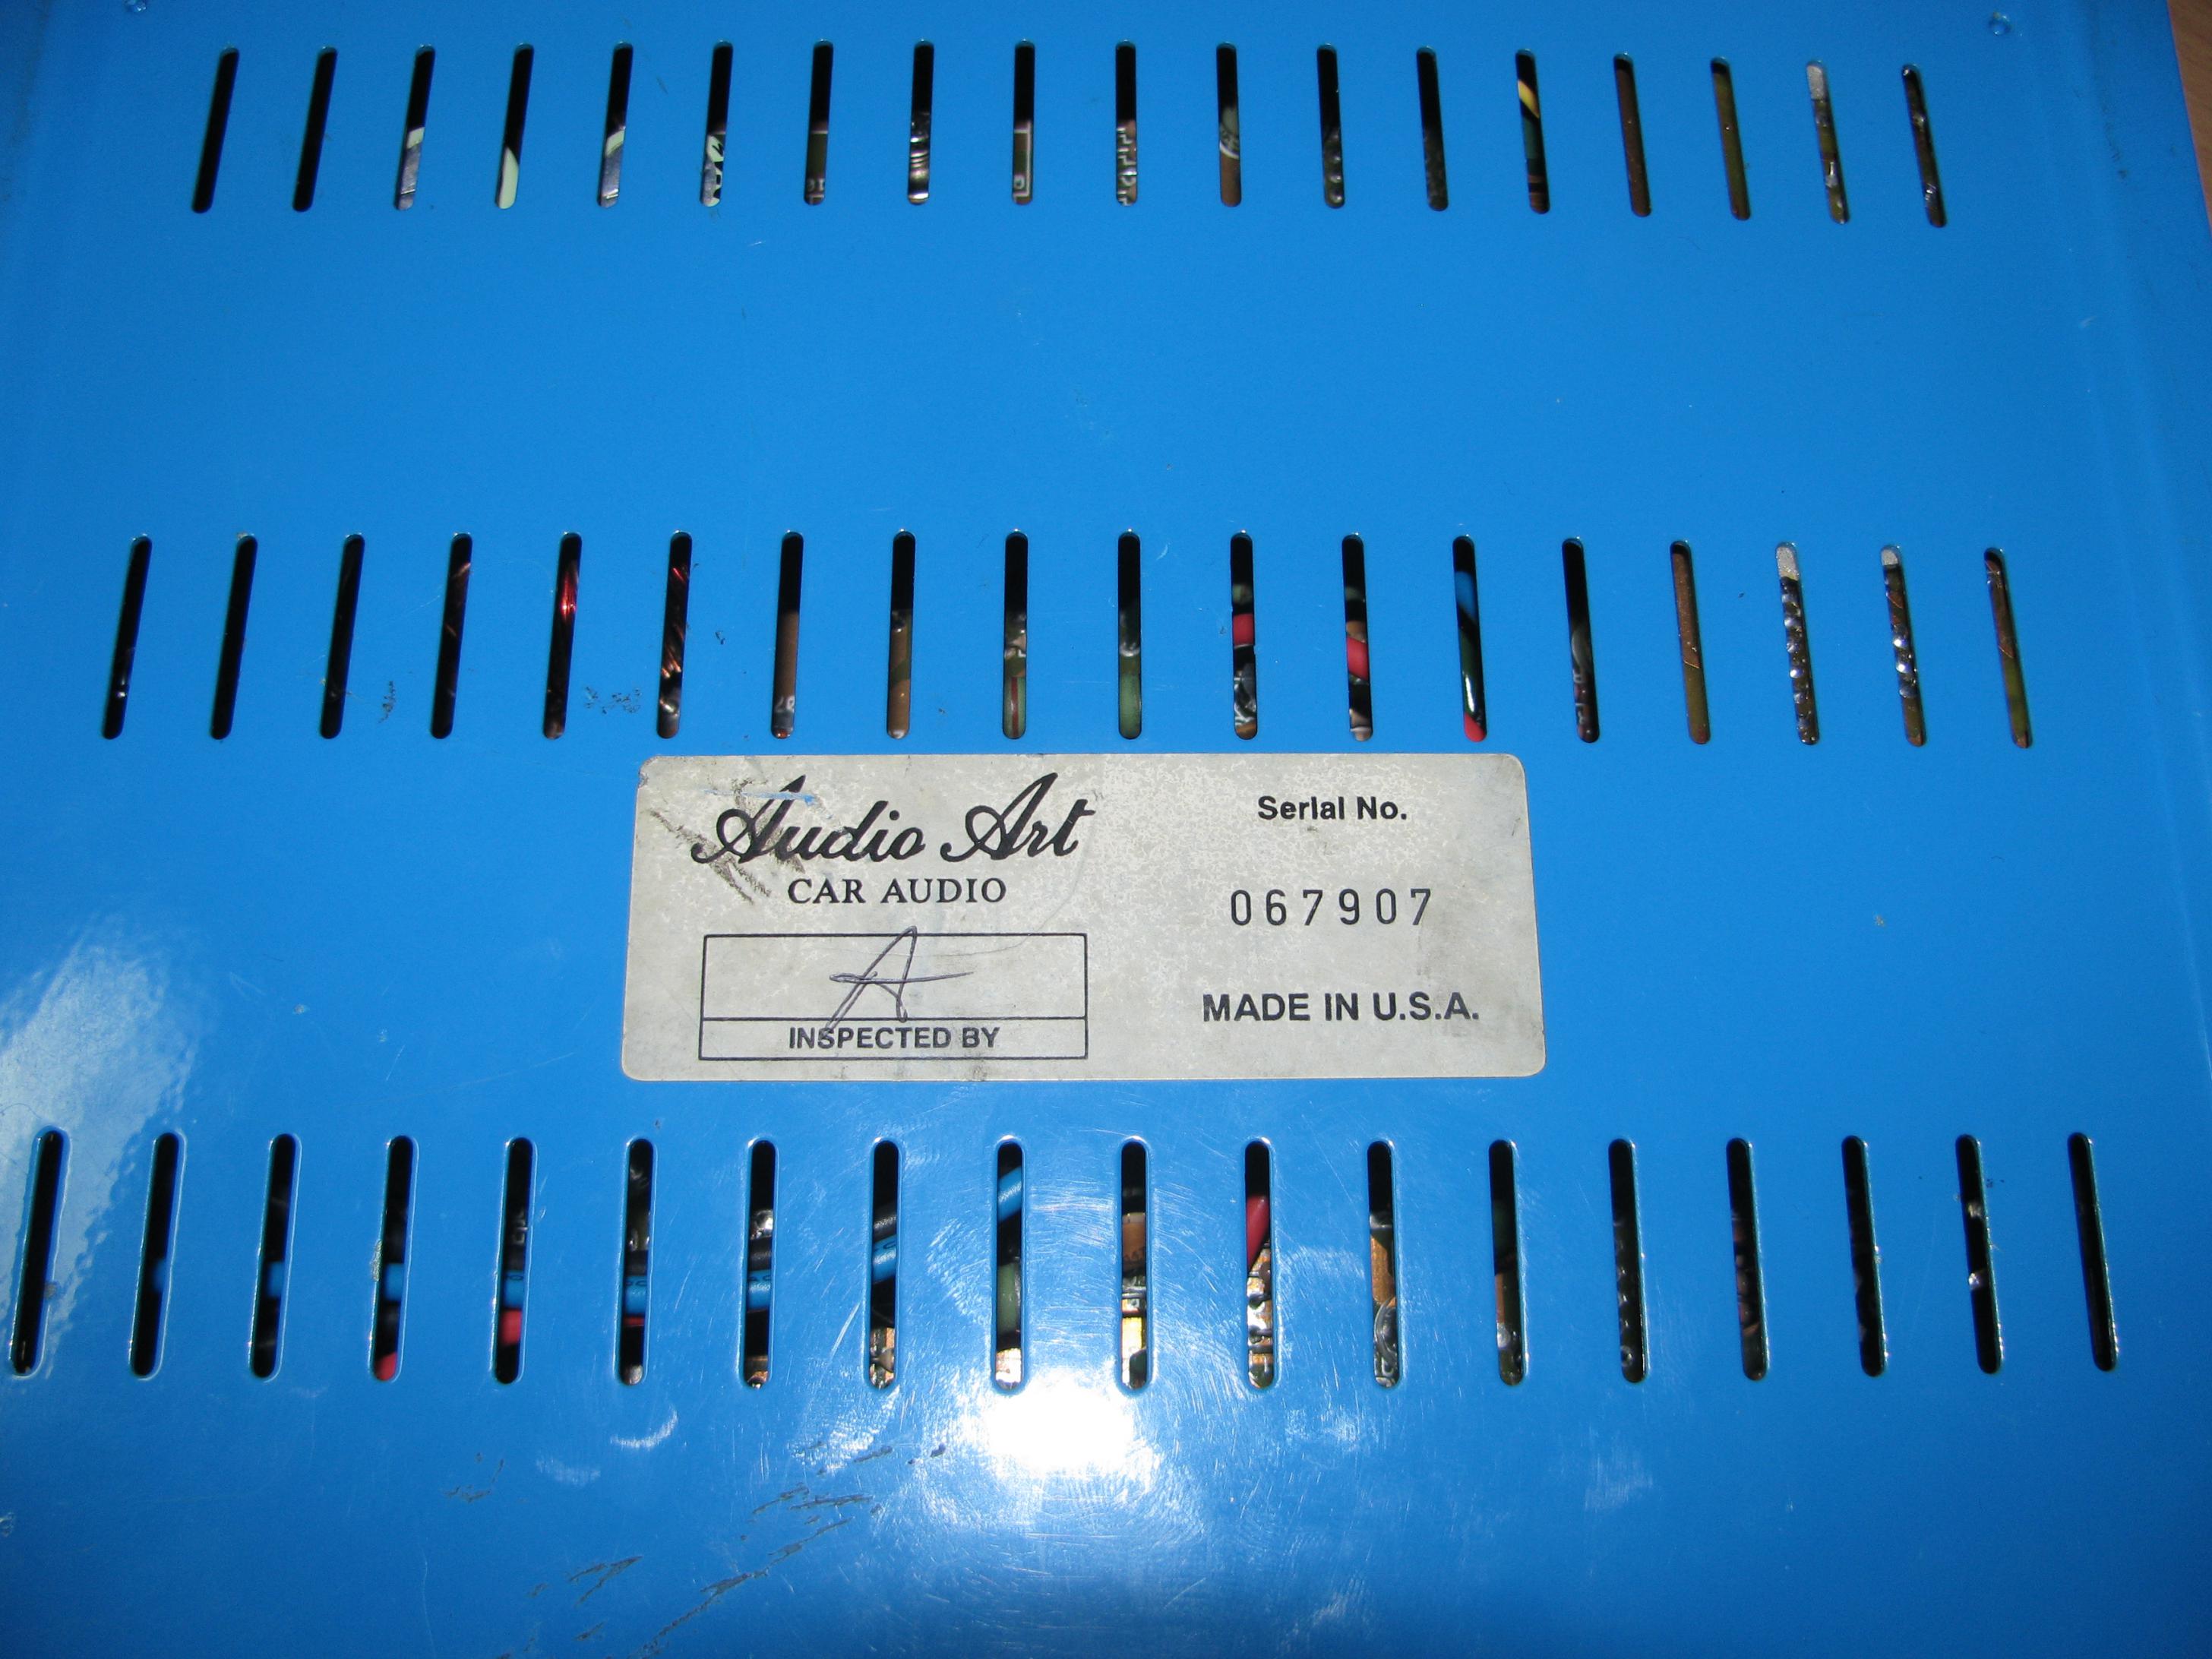 Audio Art
CAR AUDIO
A
INSPECTED BY
Serial No.
067907
MADE IN U.S.A.